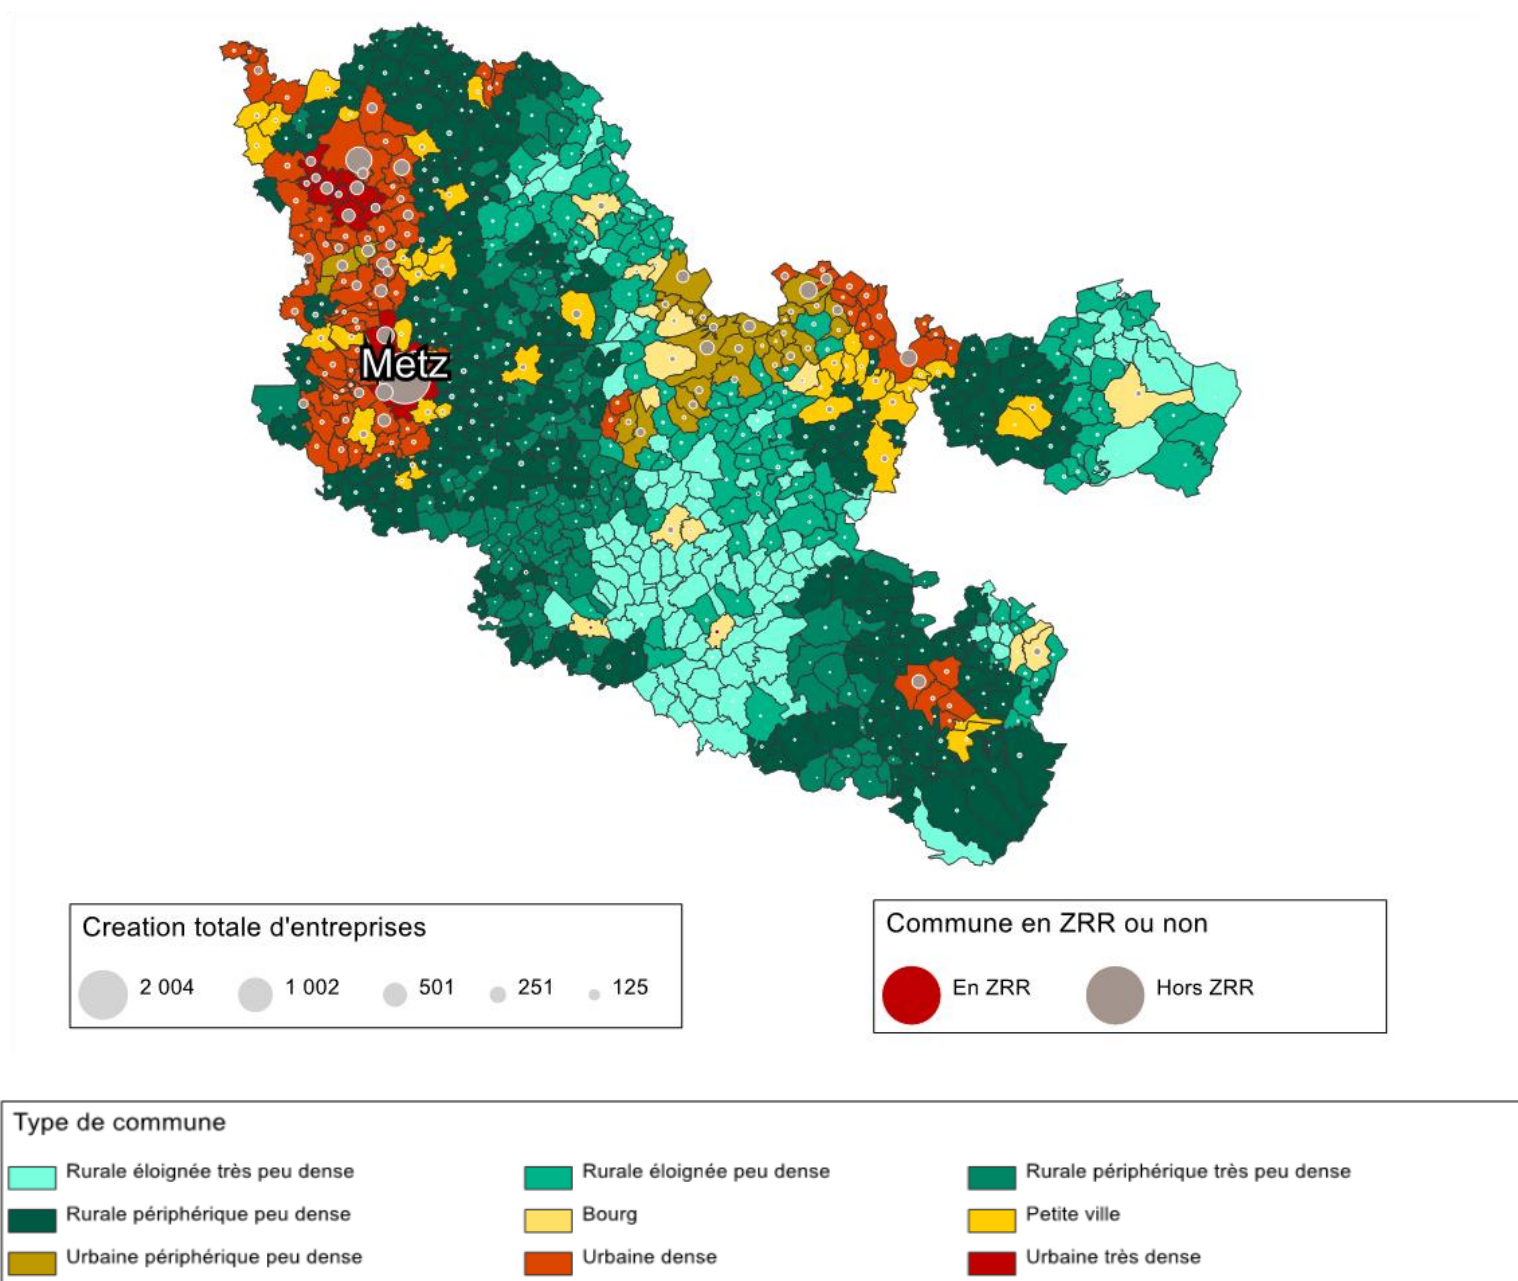 Metz
Creation totale d'entreprises
2 004 1 002 501 251 125
Commune en ZRR ou non
En ZRR Hors ZRR
Type de commune
Rurale éloignée très peu dense Rurale éloignée peu dense Rurale périphérique très peu dense
Rurale périphérique peu dense Bourg Petite ville
Urbaine périphérique peu dense Urbaine dense Urbaine très dense